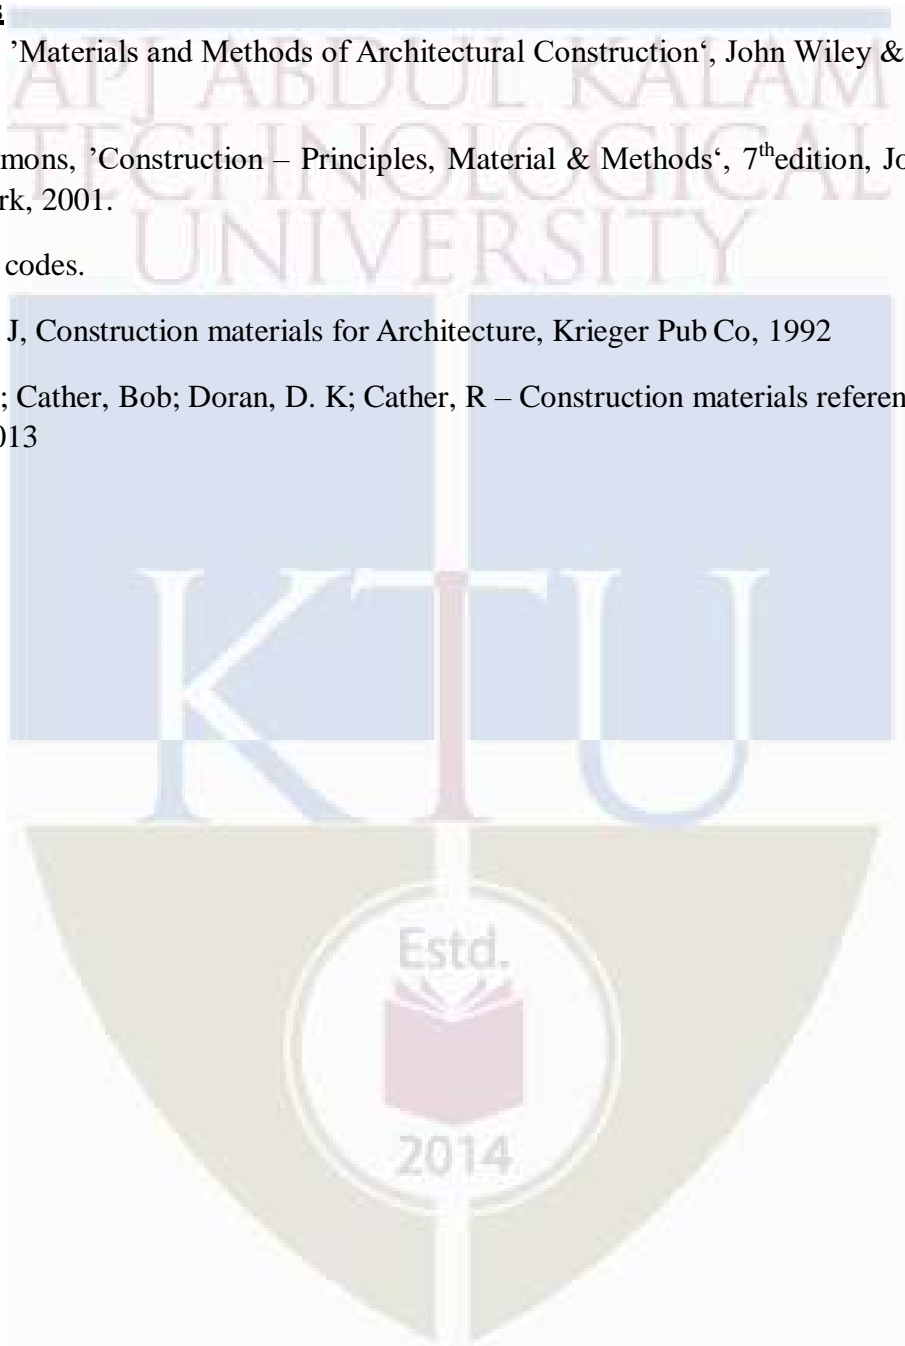 s
’Materials and Methods of Architectural Construction‘, John Wiley &
APJ ABDUL KALAM
TECHNOLOGICAL
mons, ’Construction – Principles, Material & Methods‘, 7thedition, Jo
rk, 2001.
UNIVERSITY
codes.
J, Construction materials for Architecture, Krieger Pub Co, 1992
; Cather, Bob; Doran, D. K; Cather, R – Construction materials referen
013
KTU
Estd.
2014